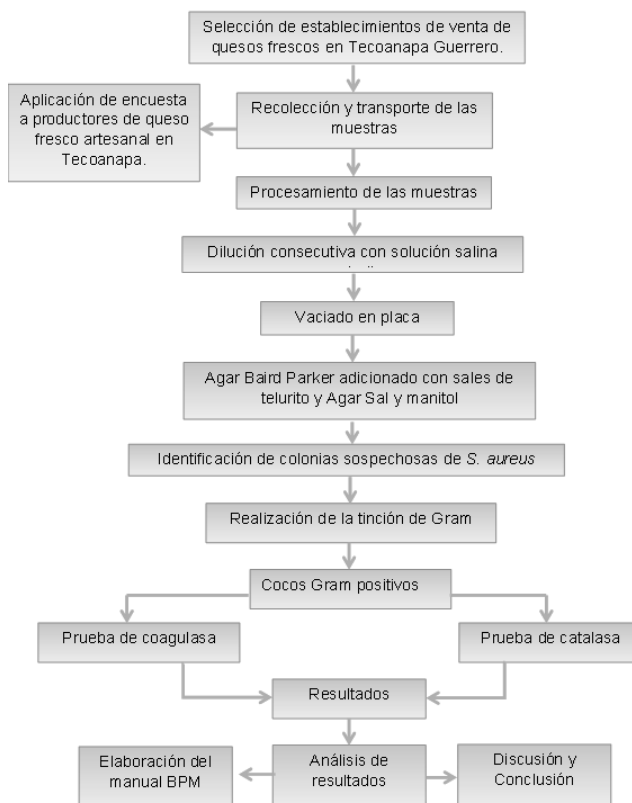 Selección de establecimientos de venta de
quesos frescos en Tecoanapa Guerrero.
Aplicación de encuesta
a productores de queso
fresco artesanal en
Tecoanapa.
Recolección y transporte de las
muestras
Procesamiento de las muestras
Dilución consecutiva con solución salina
Vaciado en placa
Agar Baird Parker adicionado con sales de
telurito y Agar Sal y manitol
Identificación de colonias sospechosas de S. aureus
Realización de la tinción de Gram
Cocos Gram positivos
Prueba de coagulasa
Prueba de catalasa
Resultados
Elaboración del
manual BPM
Análisis de
resultados
Discusión y
Conclusión